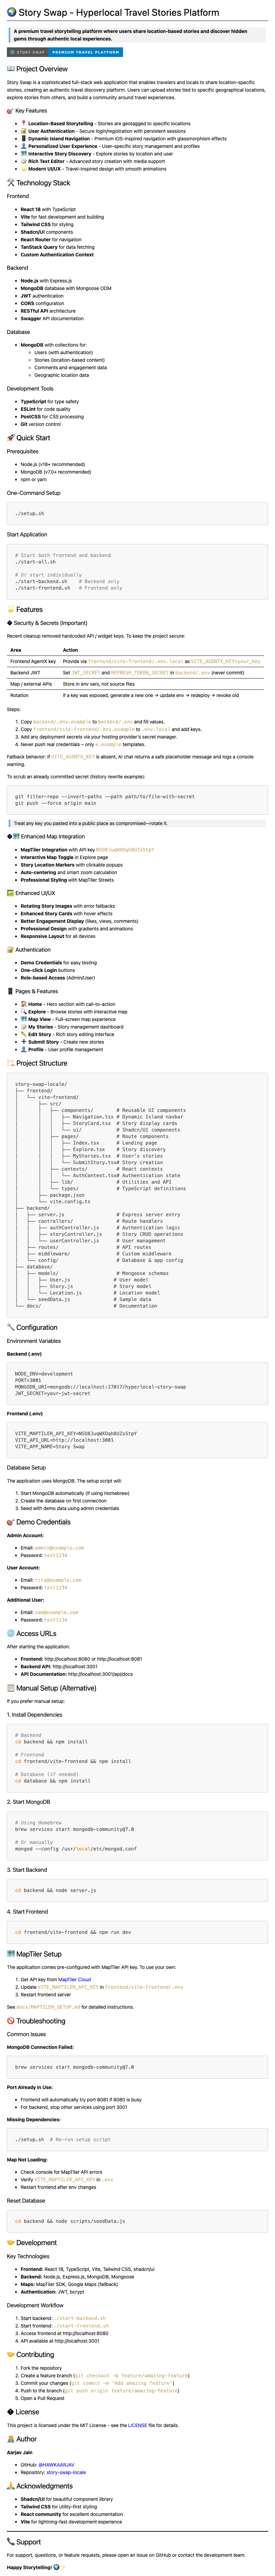 🌍 Story Swap - Hyperlocal Travel Stories Platform
A premium travel storytelling platform where users share location-based stories and discover hidden
gems through authentic local experiences.
STORY SWAP PREMIUM TRAVEL PLATFORM
📖 Project Overview
Story Swap is a sophisticated full-stack web application that enables travelers and locals to share location-specific
stories, creating an authentic travel discovery platform. Users can upload stories tied to specific geographical locations,
explore stories from others, and build a community around travel experiences.
🎯 Key Features
📍 Location-Based Storytelling - Stories are geotagged to specific locations
🔐 User Authentication - Secure login/registration with persistent sessions
📱 Dynamic Island Navigation - Premium iOS-inspired navigation with glassmorphism effects
👤 Personalized User Experience - User-specific story management and profiles
🗺️ Interactive Story Discovery - Explore stories by location and user
📝 Rich Text Editor - Advanced story creation with media support
✨ Modern UI/UX - Travel-inspired design with smooth animations
🛠️ Technology Stack
Frontend
React 18 with TypeScript
Vite for fast development and building
Tailwind CSS for styling
Shadcn/UI components
React Router for navigation
TanStack Query for data fetching
Custom Authentication Context
Backend
Node.js with Express.js
MongoDB database with Mongoose ODM
JWT authentication
CORS configuration
RESTful API architecture
Swagger API documentation
Database
MongoDB with collections for:
Users (with authentication)
Stories (location-based content)
Comments and engagement data
Geographic location data
Development Tools
TypeScript for type safety
ESLint for code quality
PostCSS for CSS processing
Git version control
🚀 Quick Start
Prerequisites
Node.js (v18+ recommended)
MongoDB (v7.0+ recommended)
npm or yarn
One-Command Setup
./setup.sh
Start Application
# Start both frontend and backend
./start-all.sh
# Or start individually
./start-backend.sh # Backend only
./start-frontend.sh # Frontend only
✨ Features
� Security & Secrets (Important)
Recent cleanup removed hardcoded API / widget keys. To keep the project secure:
Area Action
Frontend AgentX key Provide via frontend/vite-frontend/.env.local as VITE_AGENTX_KEY=your_key
Backend JWT Set JWT_SECRET and REFRESH_TOKEN_SECRET in backend/.env (never commit)
Map / external APIs Store in env vars, not source files
Rotation If a key was exposed, generate a new one → update env → redeploy → revoke old
Steps:
1. Copy backend/.env.example to backend/.env and fill values.
2. Copy frontend/vite-frontend/.env.example to .env.local and add keys.
3. Add any deployment secrets via your hosting provider's secret manager.
4. Never push real credentials – only *.example templates.
Fallback behavior: If VITE_AGENTX_KEY is absent, AI chat returns a safe placeholder message and logs a console
warning.
To scrub an already committed secret (history rewrite example):
git filter-repo --invert-paths --path path/to/file-with-secret
git push --force origin main
Treat any key you pasted into a public place as compromised—rotate it.
�🗺️ Enhanced Map Integration
MapTiler Integration with API key
Interactive Map Toggle in Explore page
Story Location Markers with clickable popups
Auto-centering and smart zoom calculation
Professional Styling with MapTiler Streets
🖼️ Enhanced UI/UX
Rotating Story Images with error fallbacks
Enhanced Story Cards with hover effects
Better Engagement Display (likes, views, comments)
Professional Design with gradients and animations
Responsive Layout for all devices
🔐 Authentication
Demo Credentials for easy testing
One-click Login buttons
Role-based Access (Admin/User)
📱 Pages & Features
🏠 Home - Hero section with call-to-action
🔍 Explore - Browse stories with interactive map
🗺️ Map View - Full-screen map experience
📝 My Stories - Story management dashboard
✏️ Edit Story - Rich story editing interface
➕ Submit Story - Create new stories
👤 Profile - User profile management
🏗️ Project Structure
story-swap-locale/
├── frontend/
│ └── vite-frontend/
│ ├── src/
│ │ ├── components/ # Reusable UI components
│ │ │ ├── Navigation.tsx # Dynamic Island navbar
│ │ │ ├── StoryCard.tsx # Story display cards
│ │ │ └── ui/ # Shadcn/UI components
│ │ ├── pages/ # Route components
│ │ │ ├── Index.tsx # Landing page
│ │ │ ├── Explore.tsx # Story discovery
│ │ │ ├── MyStories.tsx # User's stories
│ │ │ └── SubmitStory.tsx# Story creation
│ │ ├── contexts/ # React contexts
│ │ │ └── AuthContext.tsx# Authentication state
│ │ ├── lib/ # Utilities and API
│ │ └── types/ # TypeScript definitions
│ ├── package.json
│ └── vite.config.ts
├── backend/
│ ├── server.js # Express server entry
│ ├── controllers/ # Route handlers
│ │ ├── authController.js # Authentication logic
│ │ ├── storyController.js # Story CRUD operations
│ │ └── userController.js # User management
│ ├── routes/ # API routes
│ ├── middleware/ # Custom middleware
│ └── config/ # Database & app config
├── database/
│ ├── models/ # Mongoose schemas
│ │ ├── User.js # User model
│ │ ├── Story.js # Story model
│ │ └── Location.js # Location model
│ └── seedData.js # Sample data
└── docs/ # Documentation
🔧 Configuration
Environment Variables
Backend (.env)
NODE_ENV=development
PORT=3001
MONGODB_URI=mongodb://localhost:27017/hyperlocal-story-swap
JWT_SECRET=your-jwt-secret
Frontend (.env)
VITE_MAPTILER_API_KEY=
VITE_API_URL=http://localhost:3001
VITE_APP_NAME=Story Swap
Database Setup
The application uses MongoDB. The setup script will:
1. Start MongoDB automatically (if using Homebrew)
2. Create the database on first connection
3. Seed with demo data using admin credentials
🎯 Demo Credentials
Admin Account:
Email: admin@example.com
Password: test1234
User Account:
Email: rita@example.com
Password: test1234
Additional User:
Email: sam@example.com
Password: test1234
🌐 Access URLs
After starting the application:
Frontend: http://localhost:8080 or http://localhost:8081
Backend API: http://localhost:3001
API Documentation: http://localhost:3001/api/docs
📋 Manual Setup (Alternative)
If you prefer manual setup:
1. Install Dependencies
# Backend
cd backend && npm install
# Frontend
cd frontend/vite-frontend && npm install
# Database (if needed)
cd database && npm install
2. Start MongoDB
# Using Homebrew
brew services start mongodb-community@7.0
# Or manually
mongod --config /usr/local/etc/mongod.conf
3. Start Backend
cd backend && node server.js
4. Start Frontend
cd frontend/vite-frontend && npm run dev
🗺️ MapTiler Setup
The application comes pre-configured with MapTiler API key. To use your own:
1. Get API key from MapTiler Cloud
2. Update VITE_MAPTILER_API_KEY in frontend/vite-frontend/.env
3. Restart frontend server
See docs/MAPTILER_SETUP.md for detailed instructions.
🚫 Troubleshooting
Common Issues
MongoDB Connection Failed:
brew services start mongodb-community@7.0
Port Already in Use:
Frontend will automatically try port 8081 if 8080 is busy
For backend, stop other services using port 3001
Missing Dependencies:
./setup.sh # Re-run setup script
Map Not Loading:
Check console for MapTiler API errors
Verify VITE_MAPTILER_API_KEY in .env
Restart frontend after env changes
Reset Database
cd backend && node scripts/seedData.js
🤝 Development
Key Technologies
Frontend: React 18, TypeScript, Vite, Tailwind CSS, shadcn/ui
Backend: Node.js, Express.js, MongoDB, Mongoose
Maps: MapTiler SDK, Google Maps (fallback)
Authentication: JWT, bcrypt
Development Workflow
1. Start backend: ./start-backend.sh
2. Start frontend: ./start-frontend.sh
3. Access frontend at http://localhost:8080
4. API available at http://localhost:3001
🤝 Contributing
1. Fork the repository
2. Create a feature branch (git checkout -b feature/amazing-feature)
3. Commit your changes (git commit -m 'Add amazing feature')
4. Push to the branch (git push origin feature/amazing-feature)
5. Open a Pull Request
� License
This project is licensed under the MIT License - see the LICENSE file for details.
👨‍💻 Author
Aarjav Jain
GitHub: @HAWKAARJAV
Repository: story-swap-locale
🙏 Acknowledgments
Shadcn/UI for beautiful component library
Tailwind CSS for utility-first styling
React community for excellent documentation
Vite for lightning-fast development experience
📞 Support
For support, questions, or feature requests, please open an issue on GitHub or contact the development team.
Happy Storytelling! 🌍✨